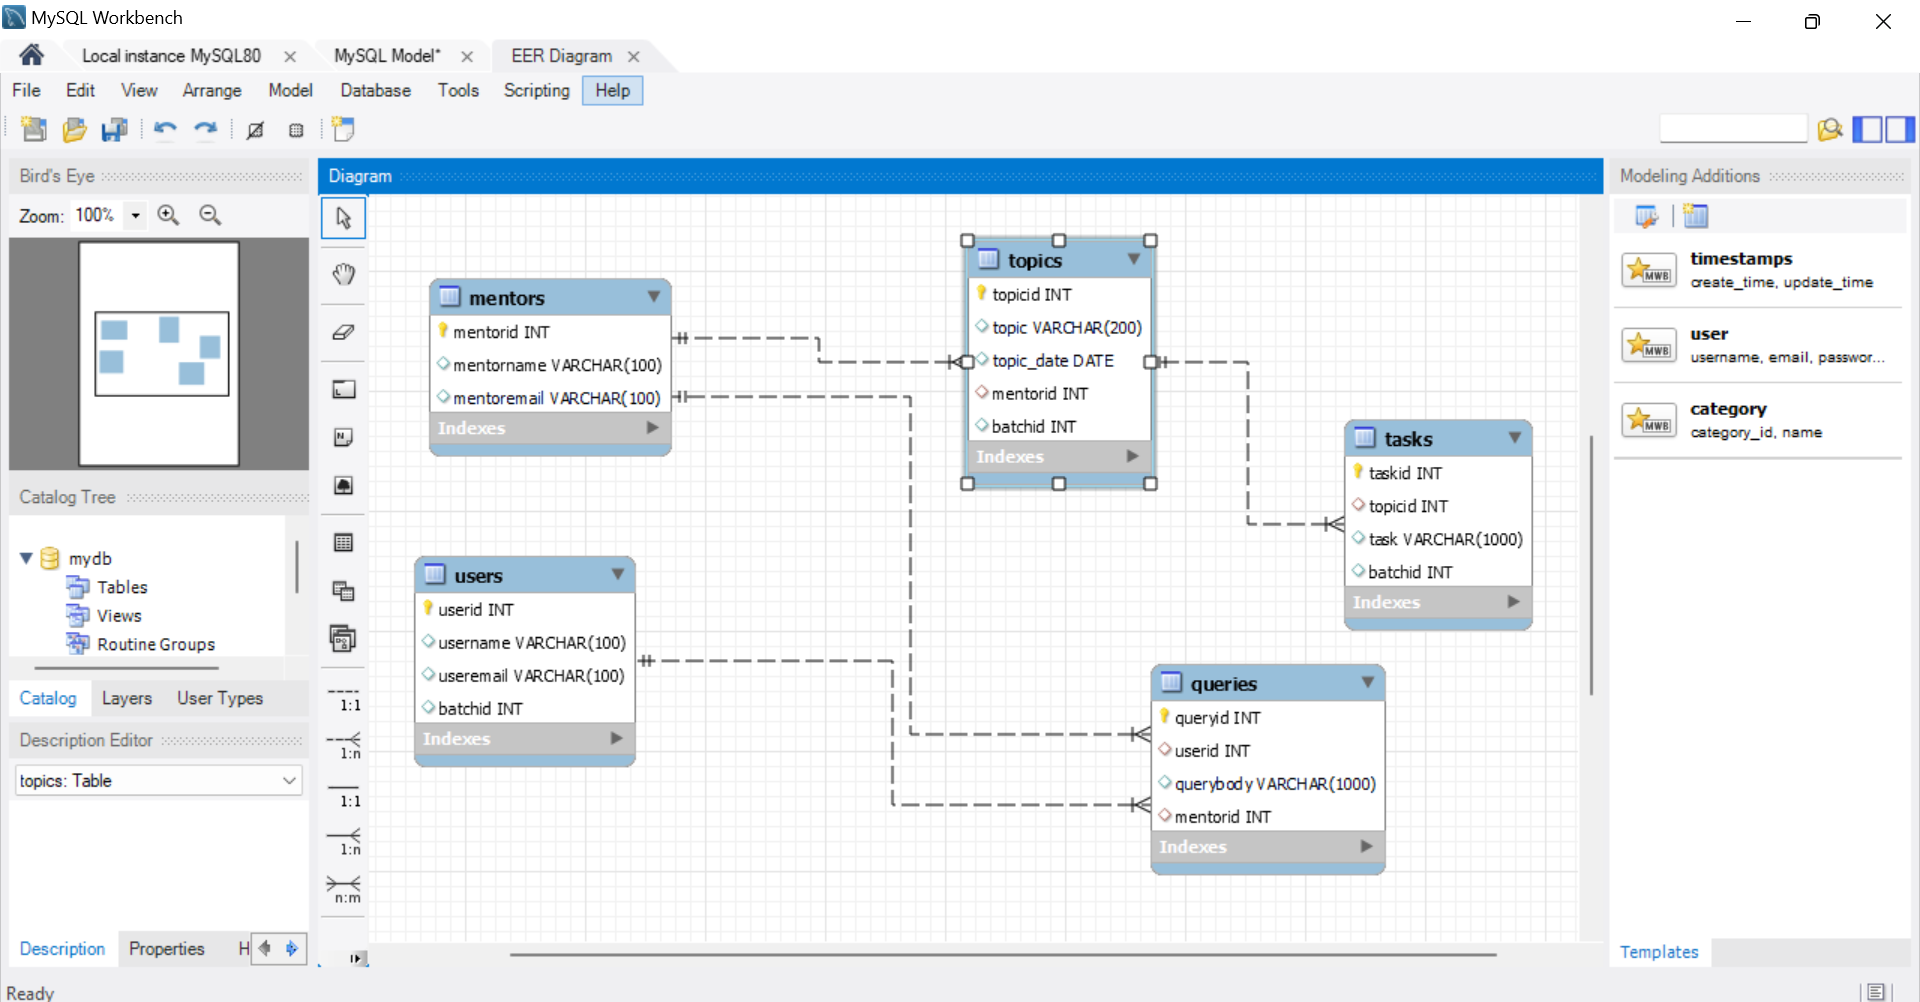 MySQL Workbench
Local instance MySQL80
MySQL Model*
EER Diagram
File Edit View Arrange Model Database Tools Scripting Help
Bird's Eye
Zoom: 100%
Catalog Tree
mydb
Tables
Views
Routine Groups
Catalog Layers User Types
Description Editor
topics: Table
Description Properties H
Ready
Diagram
1:1
1:n
1:1
1:n
n:m
mentors
mentorid INT
mentorname VARCHAR(100)
mentoremail VARCHAR(100)
Indexes
users
userid INT
username VARCHAR(100)
useremail VARCHAR(100)
batchid INT
Indexes
topics
topicid INT
topic VARCHAR(200)
topic_date DATE
mentorid INT
batchid INT
Indexes
tasks
taskid INT
topicid INT
task VARCHAR(1000)
batchid INT
Indexes
queries
queryid INT
userid INT
querybody VARCHAR(1000)
mentorid INT
Indexes
Modeling Additions
MWB
timestamps
create_time, update_time
MWB
user
username, email, passwor...
MWB
category
category_id, name
Templates